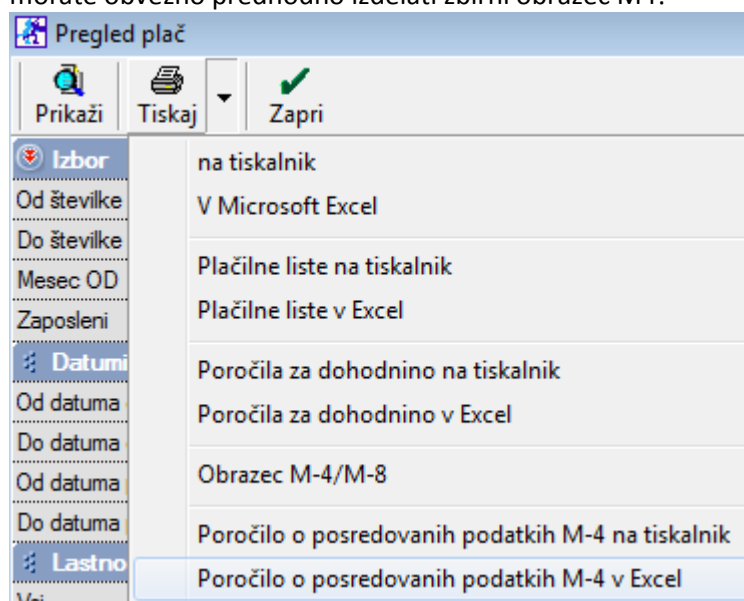 morate obvezno predhodno izdelati zbirni obrazec M4.
Pregled plač
Prikaži Tiskaj Zapri
Izbor
Od številke
Do številke
Mesec OD
Zaposleni
Datumi
Od datuma
Do datuma
Od datuma
Do datuma
Lastno
na tiskalnik
V Microsoft Excel
Plačilne liste na tiskalnik
Plačilne liste v Excel
Poročila za dohodnino na tiskalnik
Poročila za dohodnino v Excel
Obrazec M-4/M-8
Poročilo o posredovanih podatkih M-4 na tiskalnik
Poročilo o posredovanih podatkih M-4 v Excel